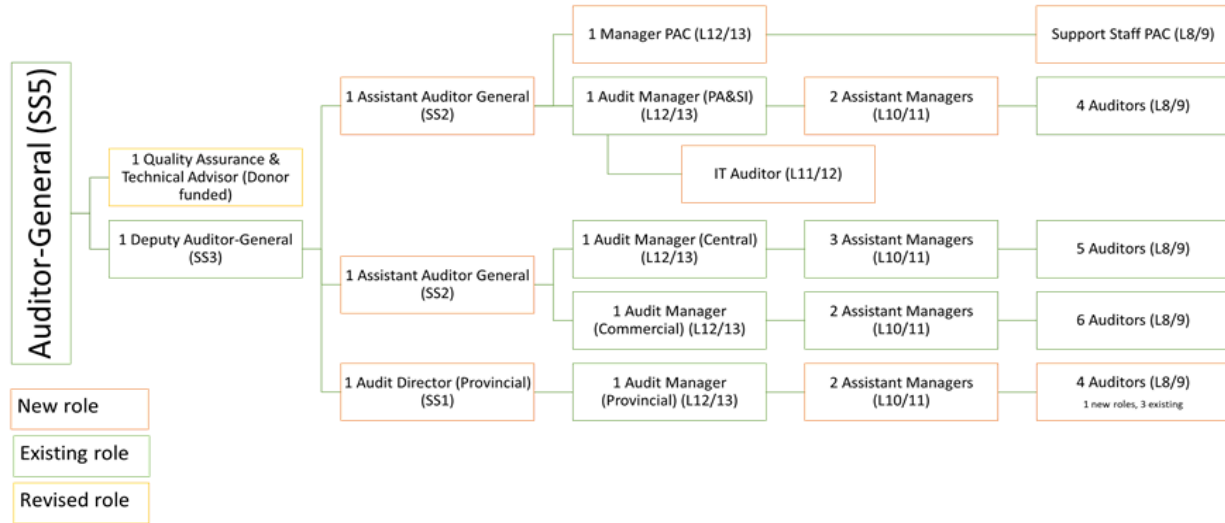 Auditor-General (SS5)
1 Quality Assurance &
Technical Advisor (Donor
funded)
1 Deputy Auditor-General
(SS3)
1 Assistant Auditor General
(SS2)
1 Manager PAC (L12/13)
Support Staff PAC (L8/9)
1 Audit Manager (PA&SI)
(L12/13)
2 Assistant Managers
(L10/11)
4 Auditors (L8/9)
IT Auditor (L11/12)
1 Assistant Auditor General
(SS2)
1 Audit Manager (Central)
(L12/13)
3 Assistant Managers
(L10/11)
5 Auditors (L8/9)
1 Audit Manager
(Commercial) (L12/13)
2 Assistant Managers
(L10/11)
6 Auditors (L8/9)
1 Audit Director (Provincial)
(SS1)
1 Audit Manager
(Provincial) (L12/13)
2 Assistant Managers
(L10/11)
4 Auditors (L8/9)
1 new roles, 3 existing
New role
Existing role
Revised role